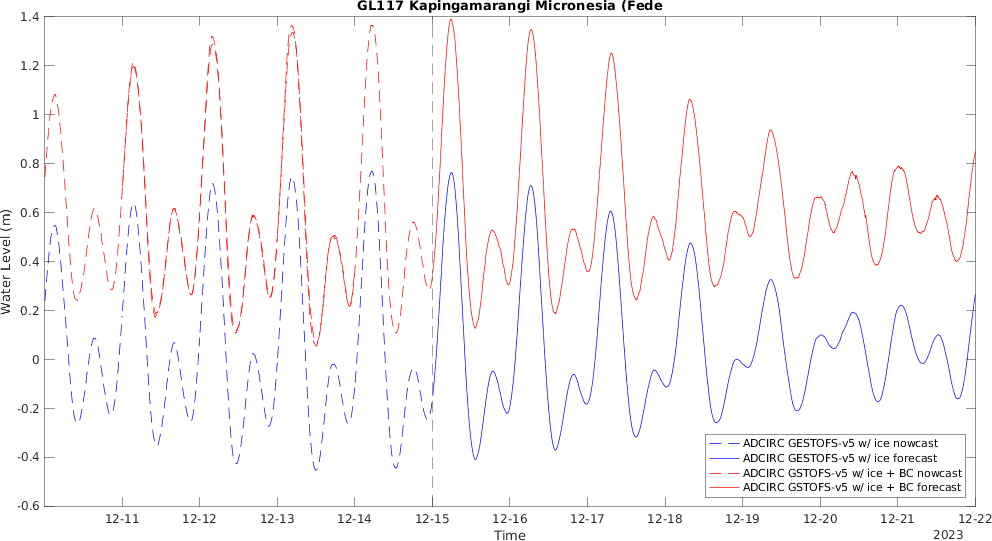 GL117 Kapingamarangi Micronesia (Fede
Water Level (m)
1.4
1.2
1
0.8
0.6
0.4
0.2
0
-0.2
-0.4
-0.6
12-11 12-12 12-13 12-14 12-15 12-16 12-17 12-18 12-19 12-20 12-21 12-22
Time
2023
ADCIRC GESTOFS-v5 w/ ice nowcast
ADCIRC GESTOFS-v5 w/ ice forecast
ADCIRC GSTOFS-v5 w/ ice + BC nowcast
ADCIRC GSTOFS-v5 w/ ice + BC forecast